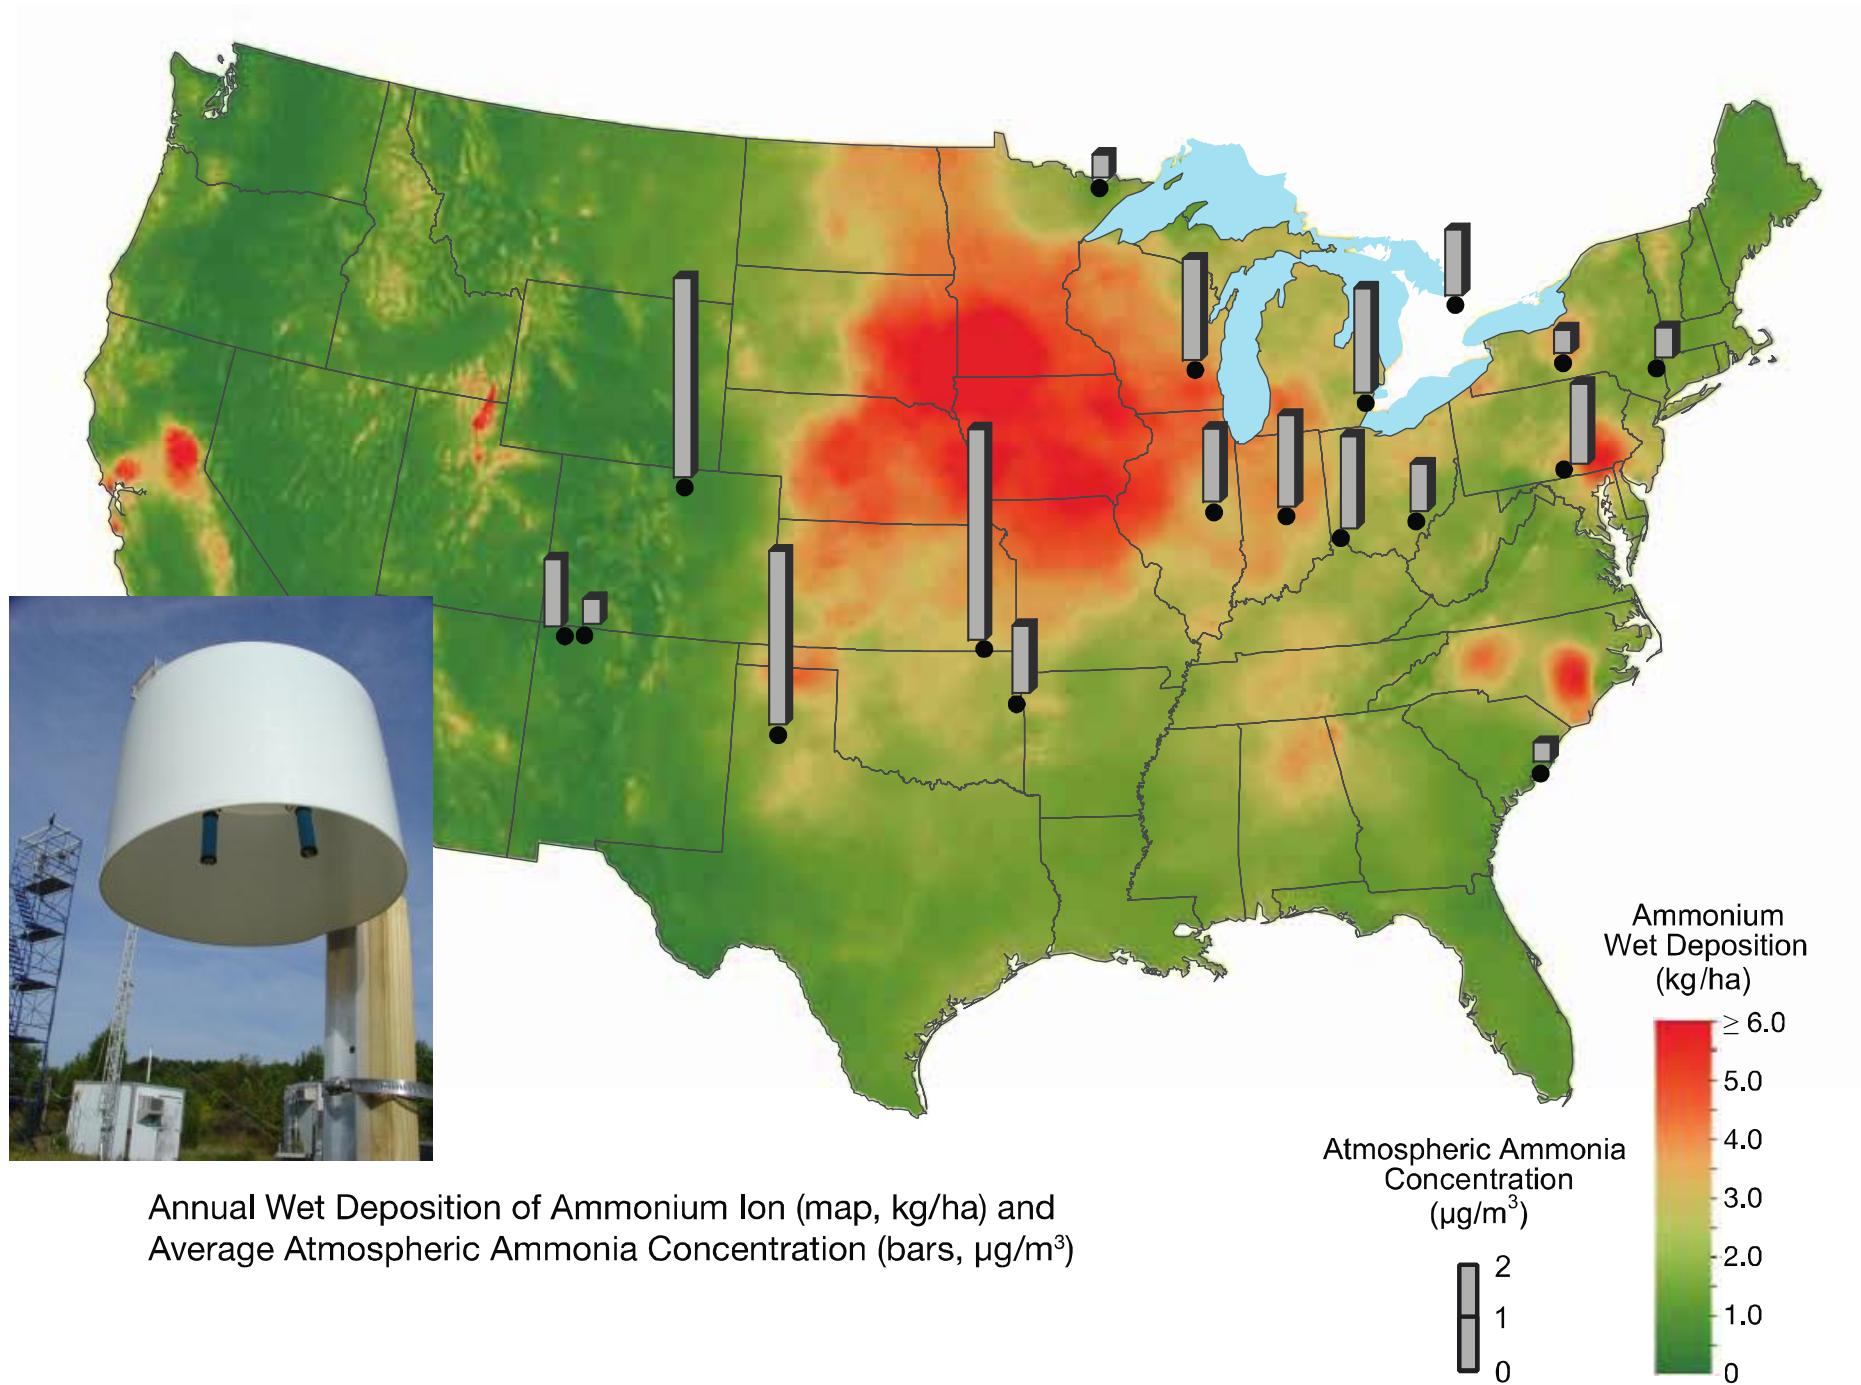 Ammonium
Wet Deposition
(kg/ha)
≥ 6.0
5.0
4.0
3.0
2.0
1.0
0
Atmospheric Ammonia
Concentration
(µg/m³)
2
1
0
Annual Wet Deposition of Ammonium Ion (map, kg/ha) and
Average Atmospheric Ammonia Concentration (bars, µg/m³)